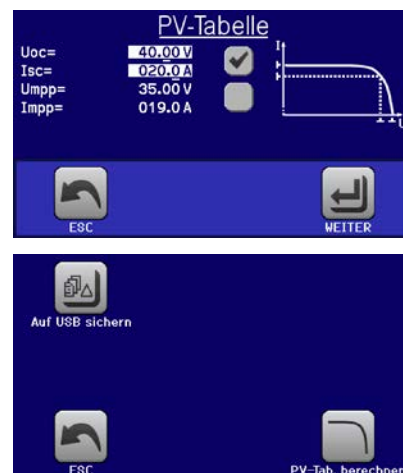 PV-Tabelle
Uoc= 40.00 V
Isc= 020.0 A
Umpp= 35.00 V
Impp= 019.0 A
I
U
ESC
WEITER
Auf USB sichern
ESC
PV-Tab. berechnen